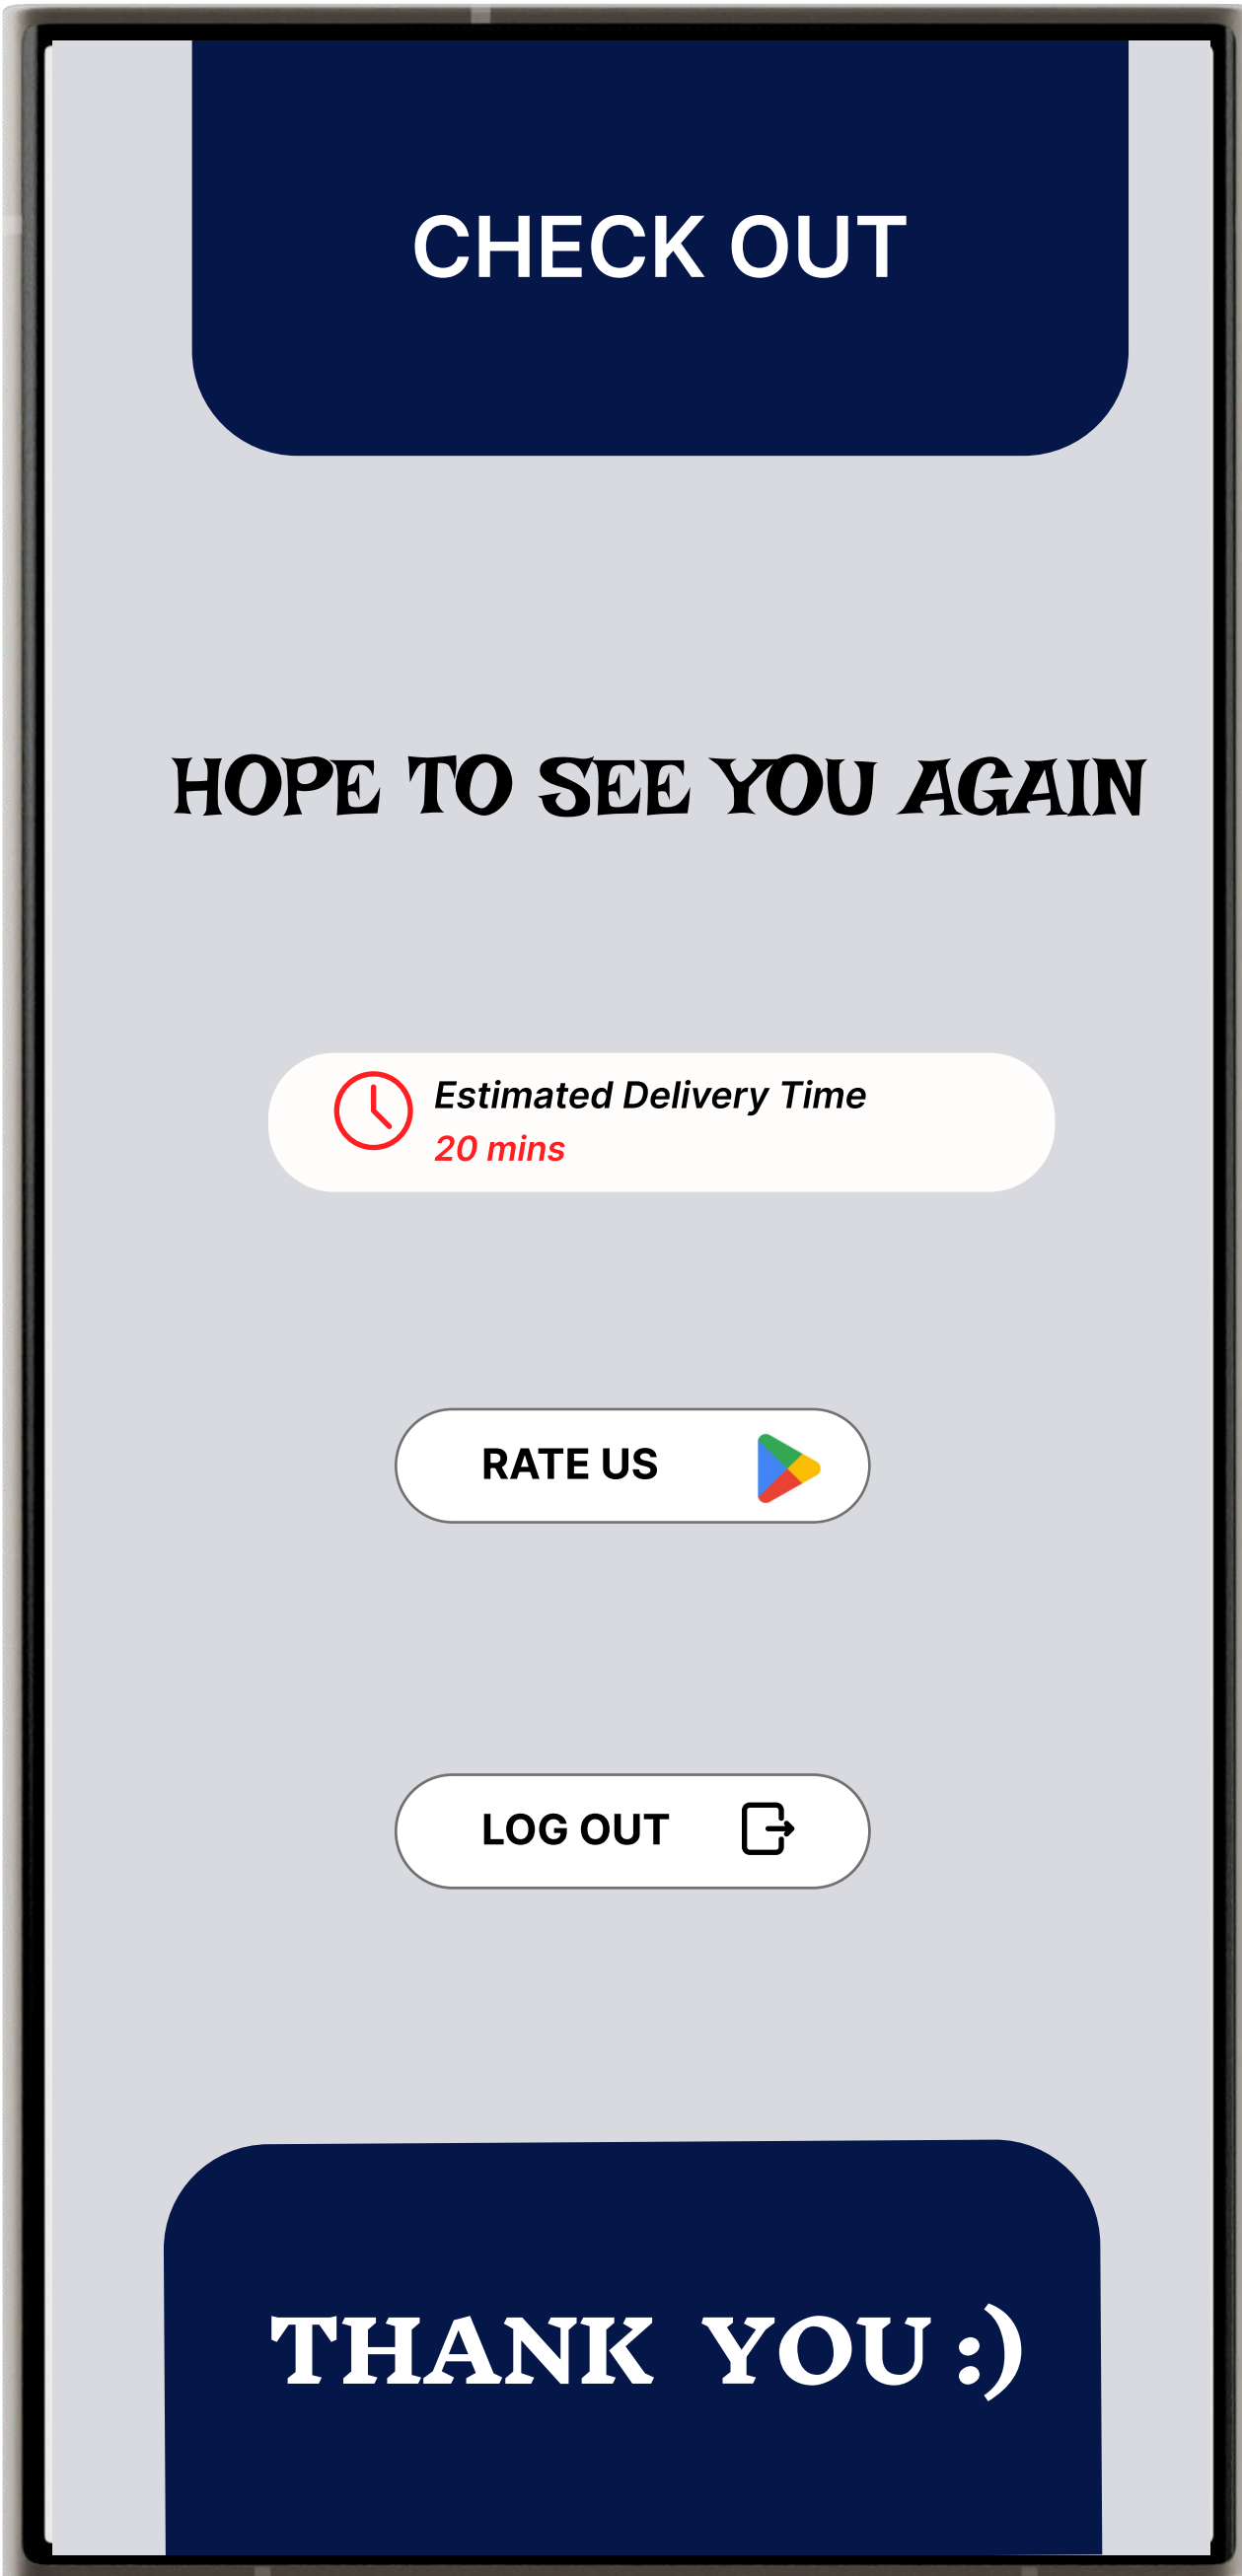 CHECK OUT
HOPE TO SEE YOU AGAIN
Estimated Delivery Time
20 mins
RATE US
LOG OUT
THANK YOU :)